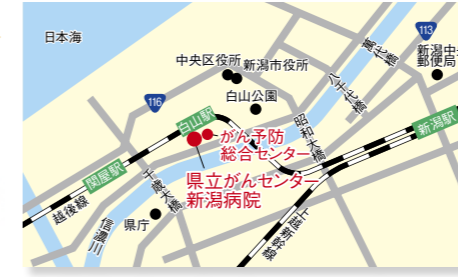 日本海
中央区役所
新潟市役所
白山公園
116
113
萬代橋
新潟中央
郵便局
八千代橋
昭和大橋
新潟駅
白山駅
がん予防
総合センター
県立がんセンター
新潟病院
関屋駅
越後線
千歳大橋
信濃川
県庁
上越新幹線